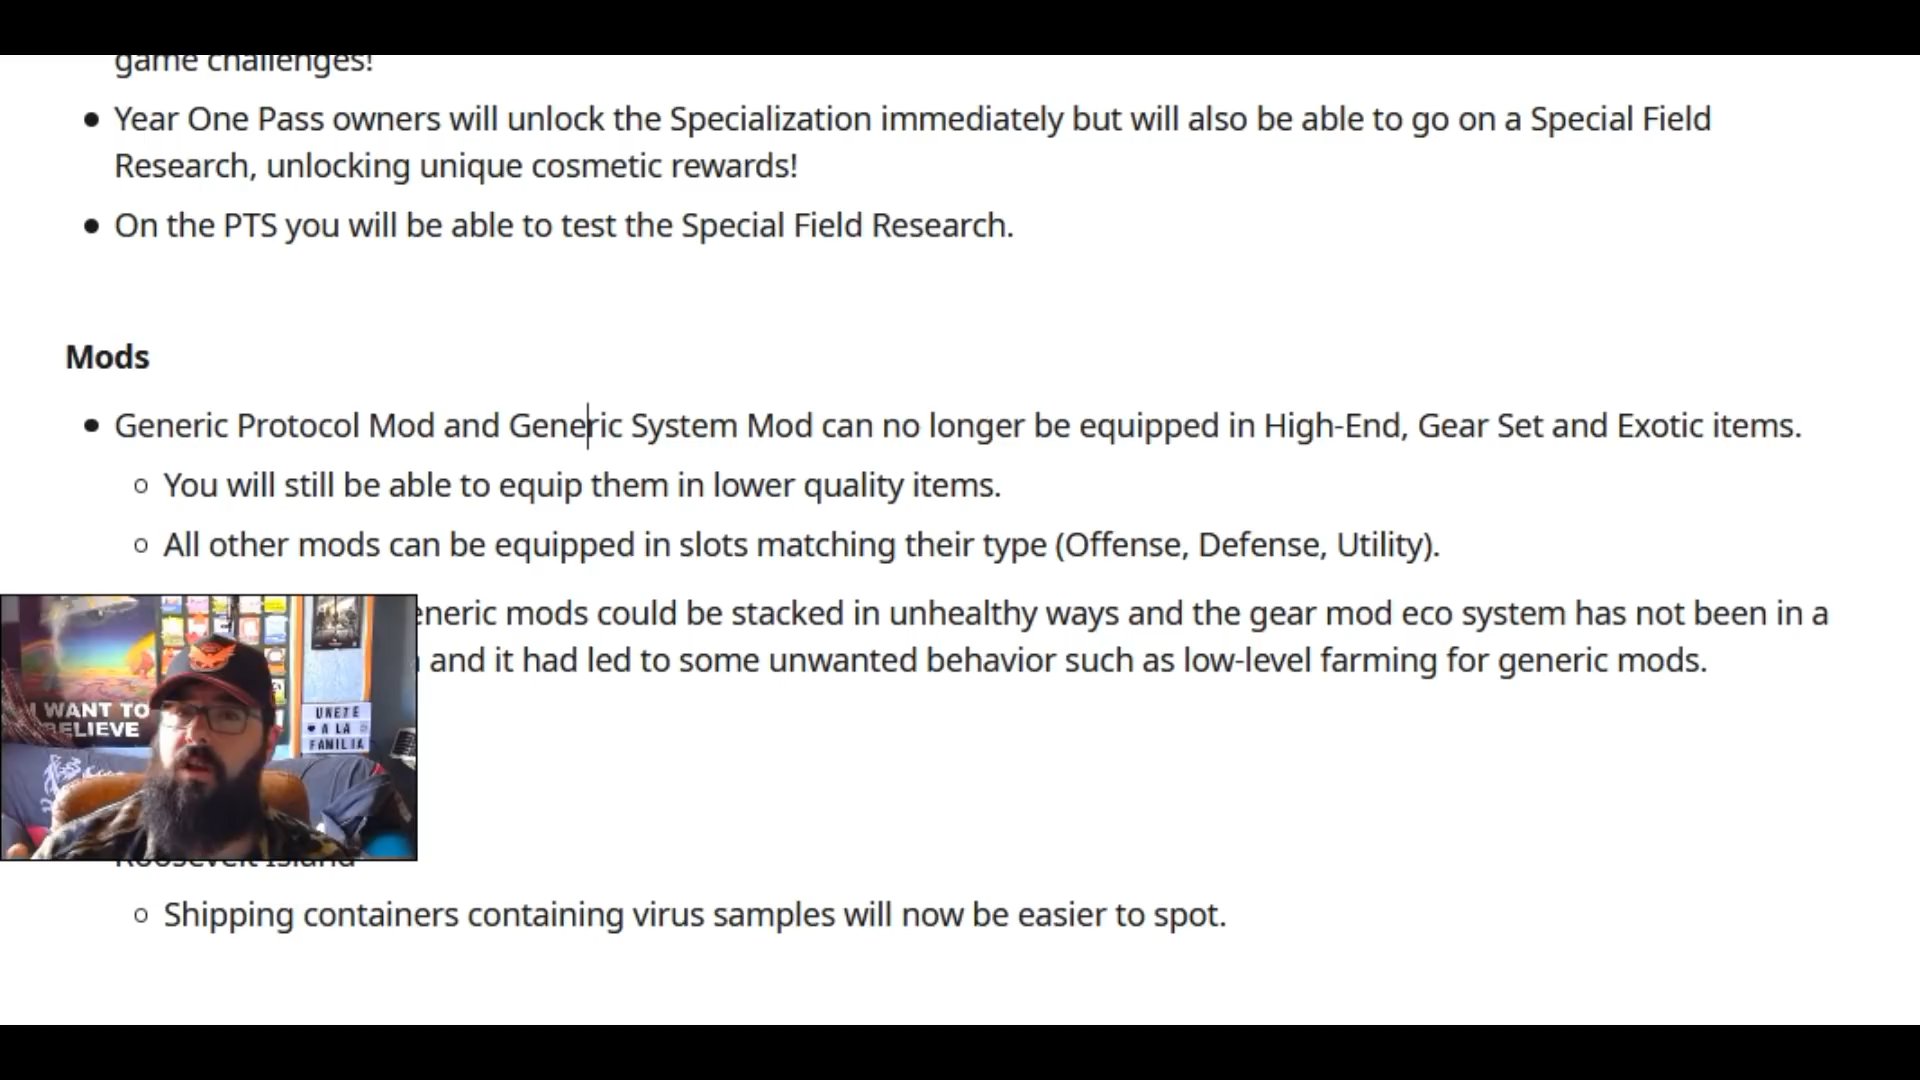 game challenges!
● Year One Pass owners will unlock the Specialization immediately but will also be able to go on a Special Field
Research, unlocking unique cosmetic rewards!
● On the PTS you will be able to test the Special Field Research.
Mods
● Generic Protocol Mod and Generic System Mod can no longer be equipped in High-End, Gear Set and Exotic items.
o You will still be able to equip them in lower quality items.
o All other mods can be equipped in slots matching their type (Offense, Defense, Utility).
eneric mods could be stacked in unhealthy ways and the gear mod eco system has not been in a
and it had led to some unwanted behavior such as low-level farming for generic mods.
WANT TO
BELIEVE
UNETE
♥ A LA
FAMILIA
Roosevelt Island
o Shipping containers containing virus samples will now be easier to spot.